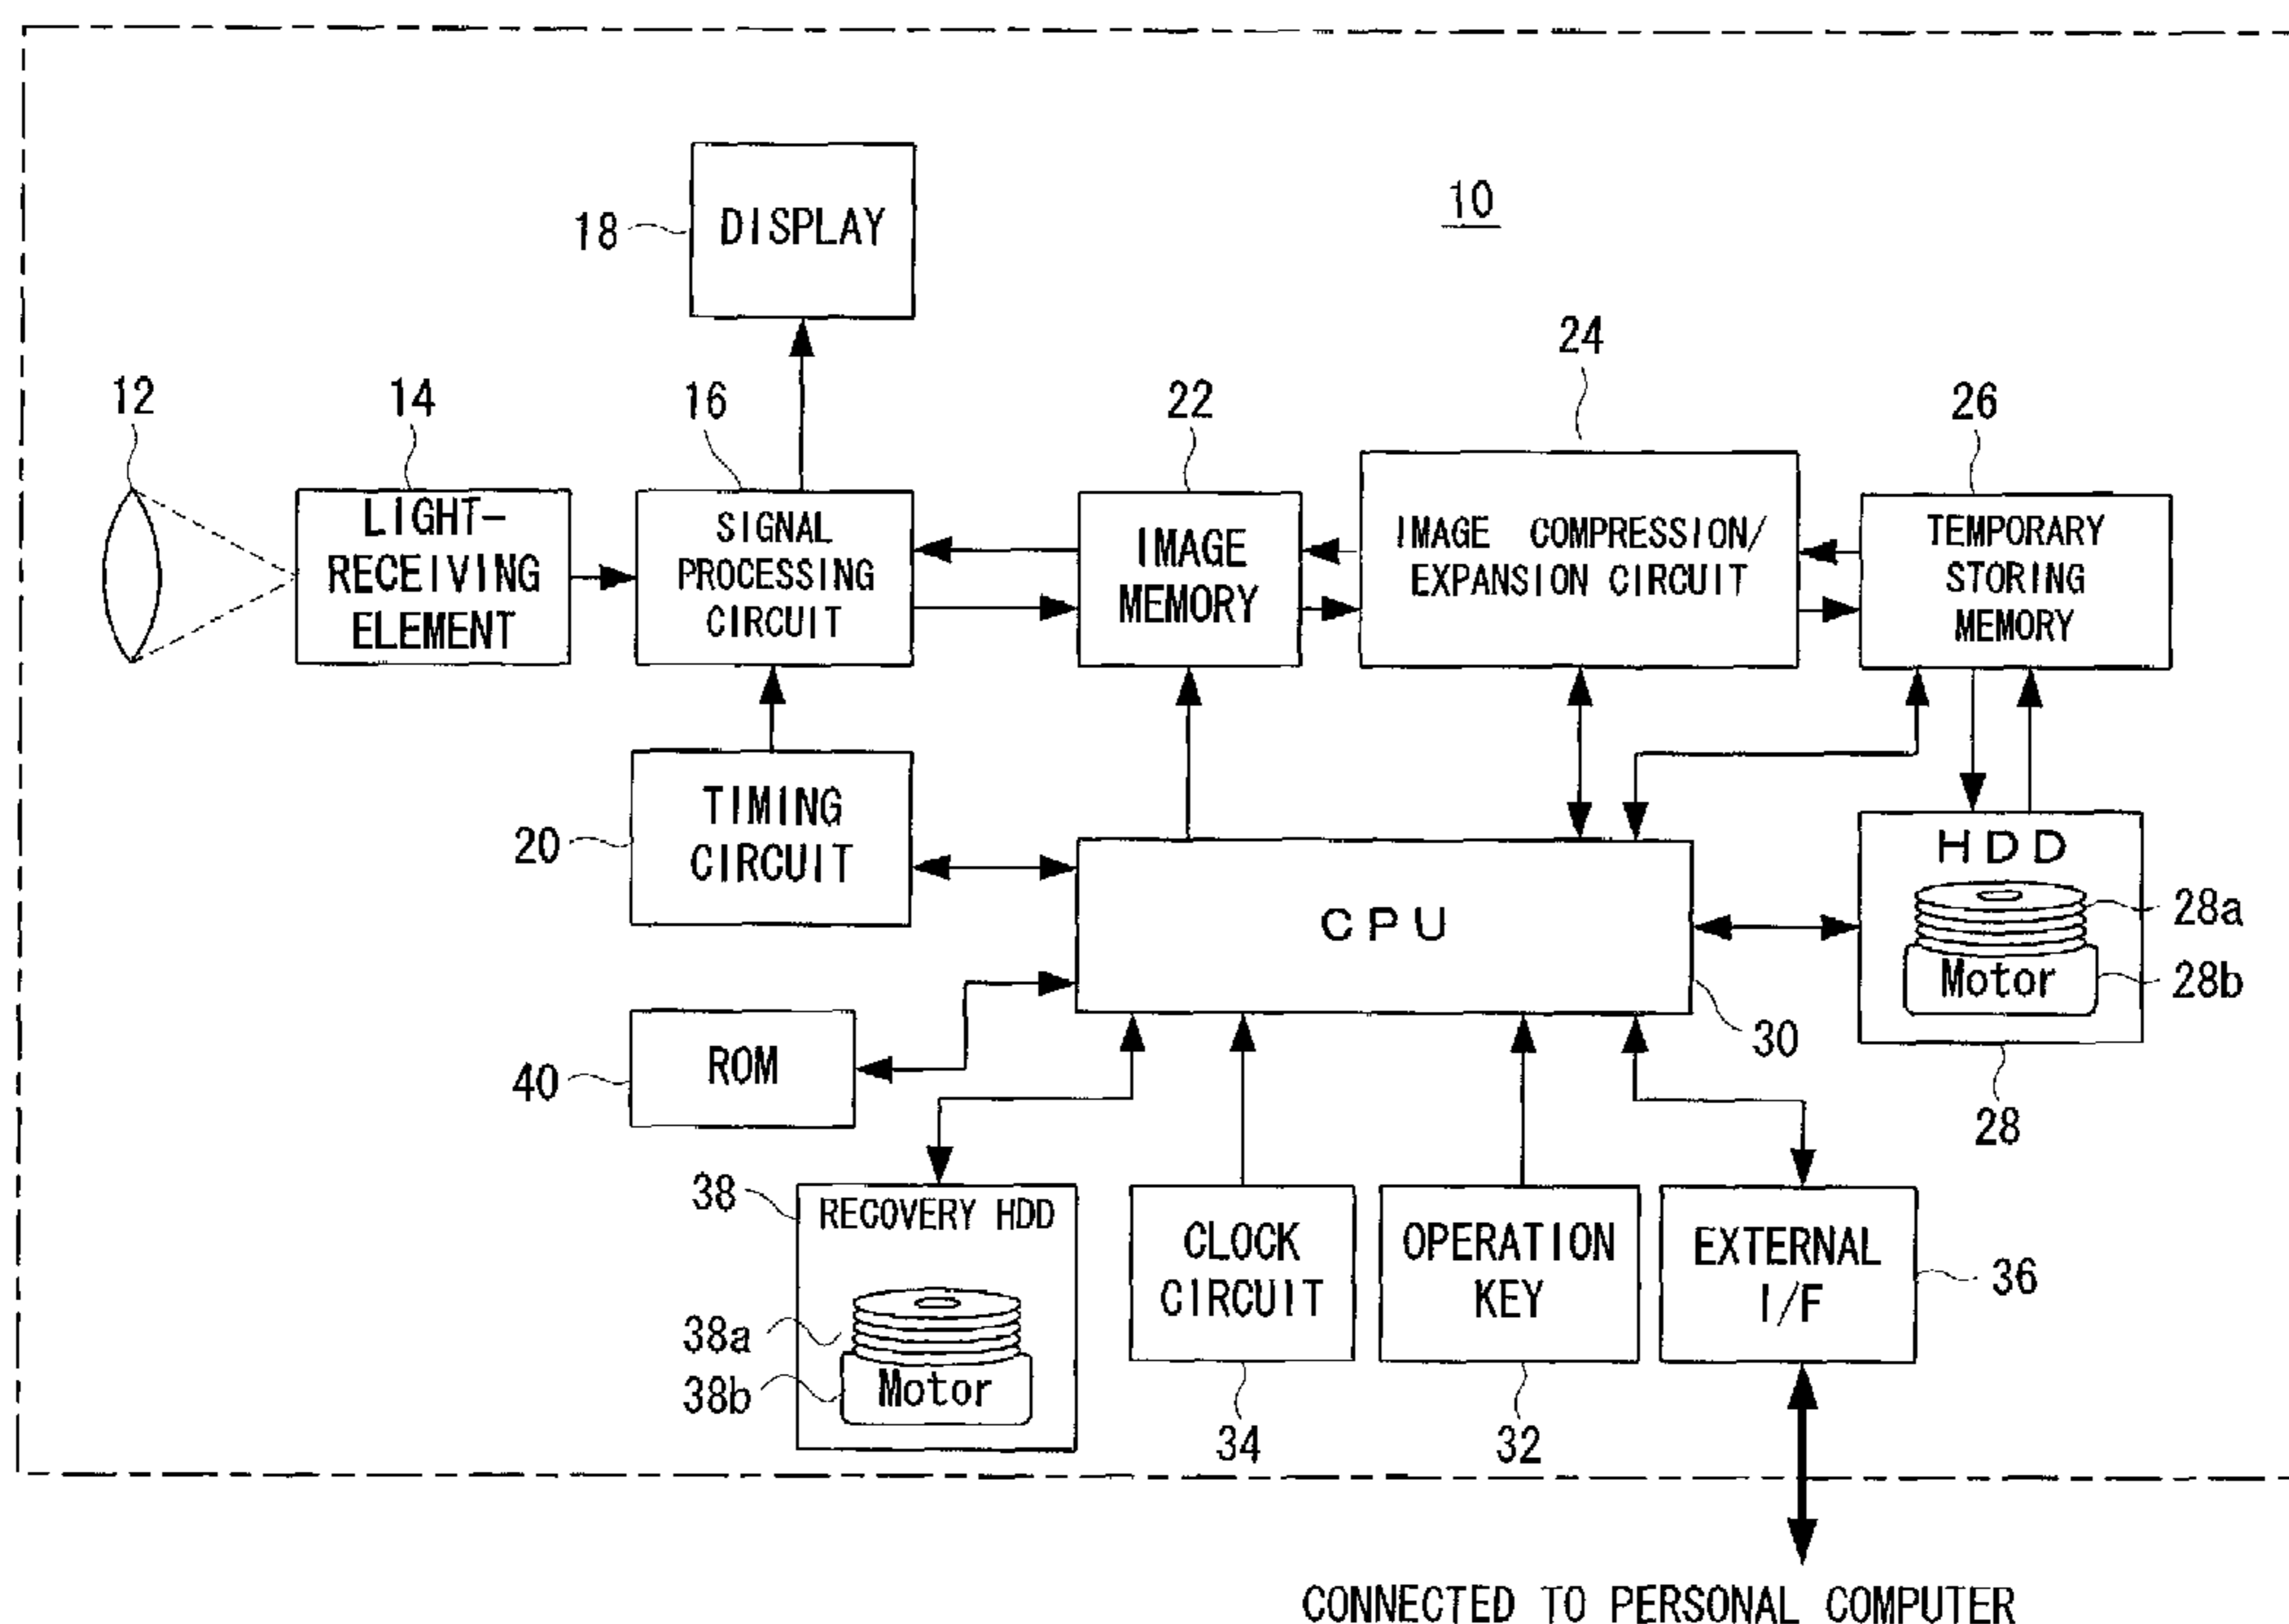 10
18
DISPLAY
12
14
16
22
24
26
LIGHT-
RECEIVING
ELEMENT
SIGNAL
PROCESSING
CIRCUIT
IMAGE
MEMORY
IMAGE COMPRESSION/
EXPANSION CIRCUIT
TEMPORARY
STORING
MEMORY
20
TIMING
CIRCUIT
CPU
30
HDD
28a
Motor
28b
28
40
ROM
38
RECOVERY HDD
38a
38b
Motor
CLOCK
CIRCUIT
34
OPERATION
KEY
32
EXTERNAL
I/F
36
CONNECTED TO PERSONAL COMPUTER